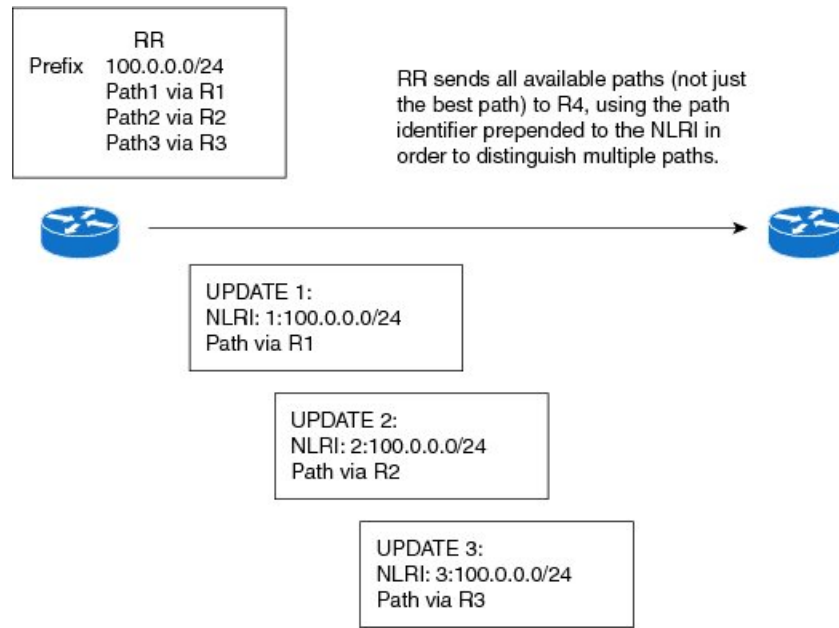 RR
Prefix 100.0.0.0/24
Path1 via R1
Path2 via R2
Path3 via R3
RR sends all available paths (not just
the best path) to R4, using the path
identifier prepended to the NLRI in
order to distinguish multiple paths.
UPDATE 1:
NLRI: 1:100.0.0.0/24
Path via R1
UPDATE 2:
NLRI: 2:100.0.0.0/24
Path via R2
UPDATE 3:
NLRI: 3:100.0.0.0/24
Path via R3